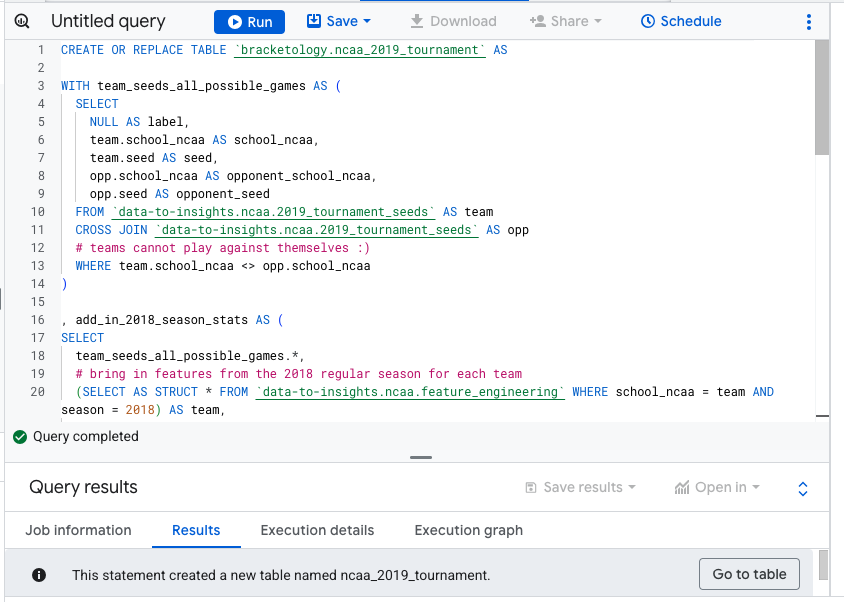 Untitled query Run Save Download Share Schedule
1 CREATE OR REPLACE TABLE `bracketology.ncaa_2019_tournament` AS
2
3 WITH team_seeds_all_possible_games AS (
4 SELECT
5 NULL AS label,
6 team.school_ncaa AS school_ncaa,
7 team.seed AS seed,
8 opp.school_ncaa AS opponent_school_ncaa,
9 opp.seed AS opponent_seed
10 FROM `data-to-insights.ncaa.2019_tournament_seeds` AS team
11 CROSS JOIN `data-to-insights.ncaa.2019_tournament_seeds` AS opp
12 # teams cannot play against themselves :)
13 WHERE team.school_ncaa <> opp.school_ncaa
14 )
15
16 , add_in_2018_season_stats AS (
17 SELECT
18 team_seeds_all_possible_games.*,
19 # bring in features from the 2018 regular season for each team
20 (SELECT AS STRUCT * FROM `data-to-insights.ncaa.feature_engineering` WHERE school_ncaa = team AND
season = 2018) AS team,
Query completed
Query results Save results Open in
Job information Results Execution details Execution graph
This statement created a new table named ncaa_2019_tournament. Go to table